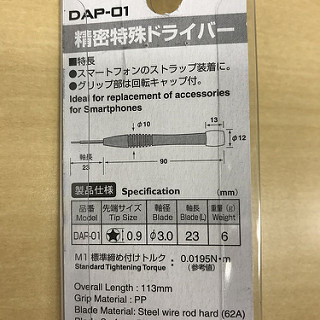 DAP-01
精密特殊ドライバー
■特長
●スマートフォンのストラップ装着に。
●グリップ部は回転キャップ付。
Ideal for replacement of accessories
for Smartphones
13
φ10
φ12
軸長
23
90
製品仕様 Specification (mm)
品番 先端サイズ 軸径 軸長 重量(g)
Model Tip Size Blade Blade(L) Weight
DAP-01 ★ 0.9 φ3.0 23 6
M1 標準締め付けトルク : 0.0195N・m
Standard Tightening Torque (参考値)
Overall Length : 113mm
Grip Material : PP
Blade Material: Steel wire rod hard (62A)